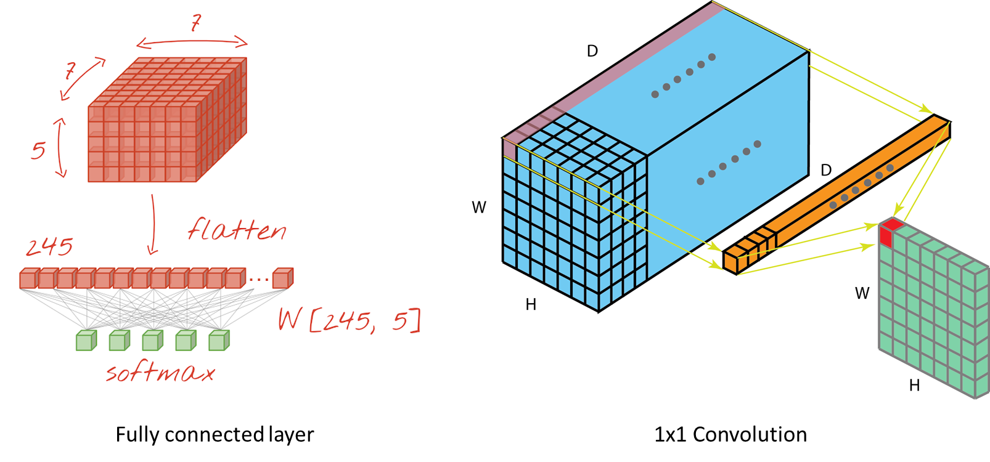 7
7
5
flatten
245
W [245, 5]
softmax
Fully connected layer
D
D
W
H
W
H
1x1 Convolution